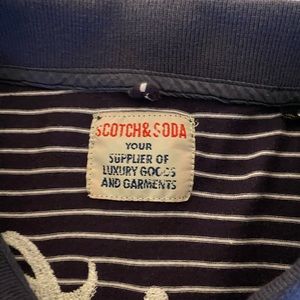 SCOTCH & SODA
YOUR
SUPPLIER OF
LUXURY GOODS
AND GARMENTS